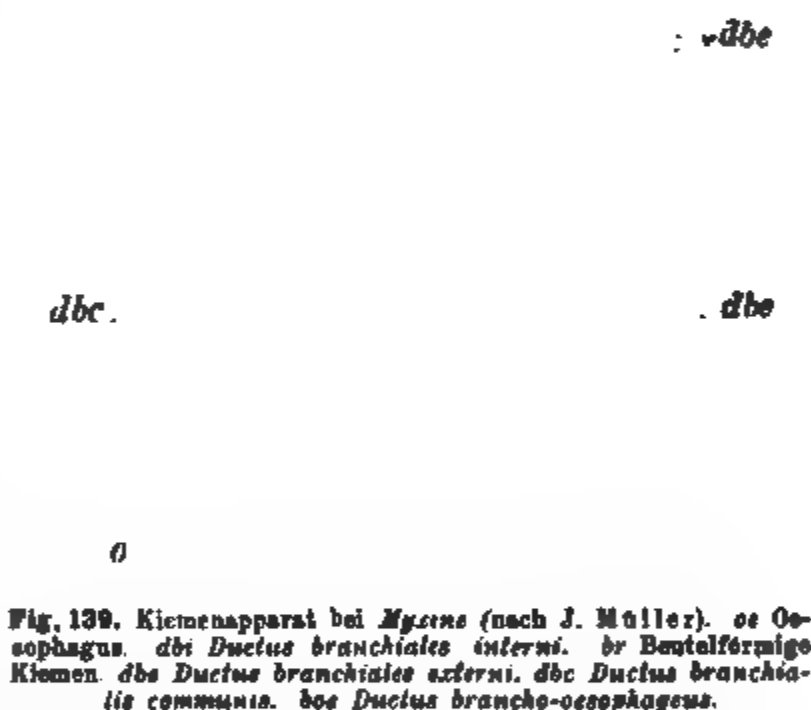 dbe
dbc.
dbe
0
Fig. 139. Kiemenapparat bei Myxine (nach J. Müller). oe Oe-
sophagus. dbi Ductus branchiales interni. br Beutelförmige
Kiemen. dbe Ductus branchiales externi. dbc Ductus branchia-
lis communis. boe Ductus brancho-oesophageus.